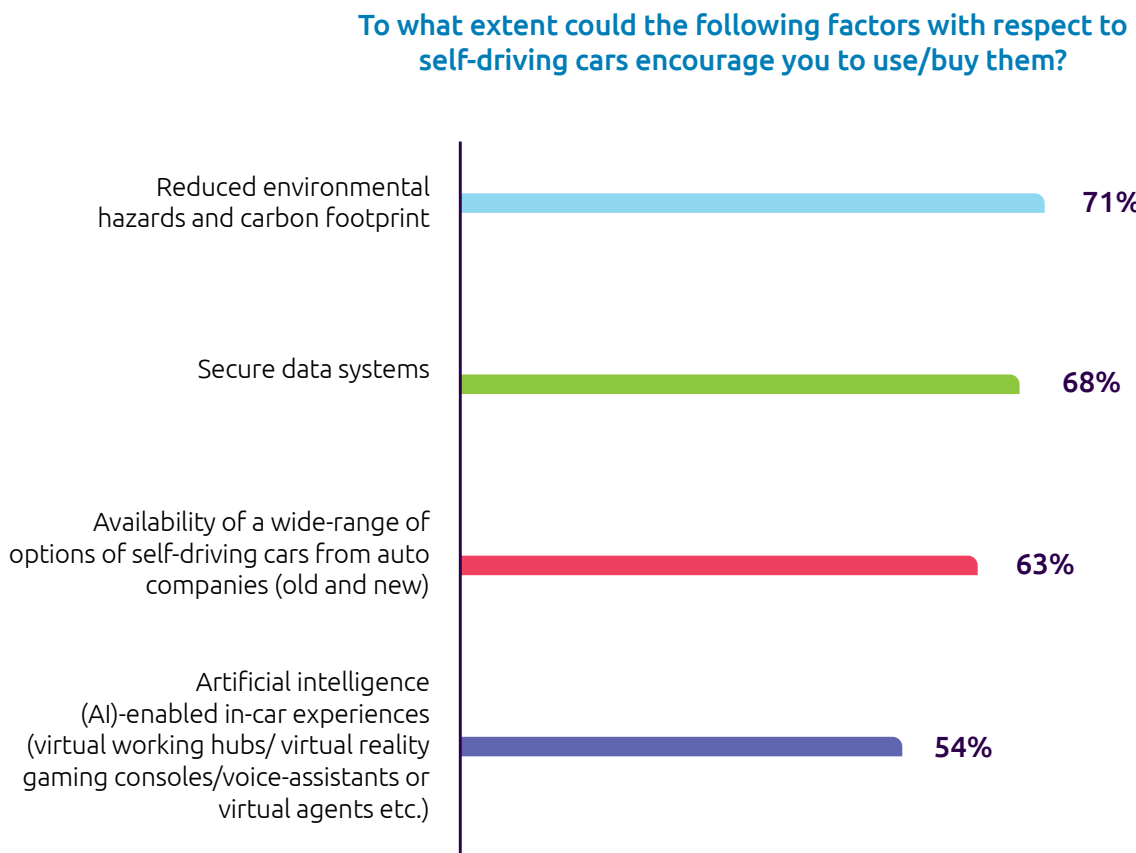 To what extent could the following factors with respect to
self-driving cars encourage you to use/buy them?
Reduced environmental
hazards and carbon footprint
71%
Secure data systems
68%
Availability of a wide-range of
options of self-driving cars from auto
companies (old and new)
63%
Artificial intelligence
(AI)-enabled in-car experiences
(virtual working hubs/ virtual reality
gaming consoles/voice-assistants or
virtual agents etc.)
54%